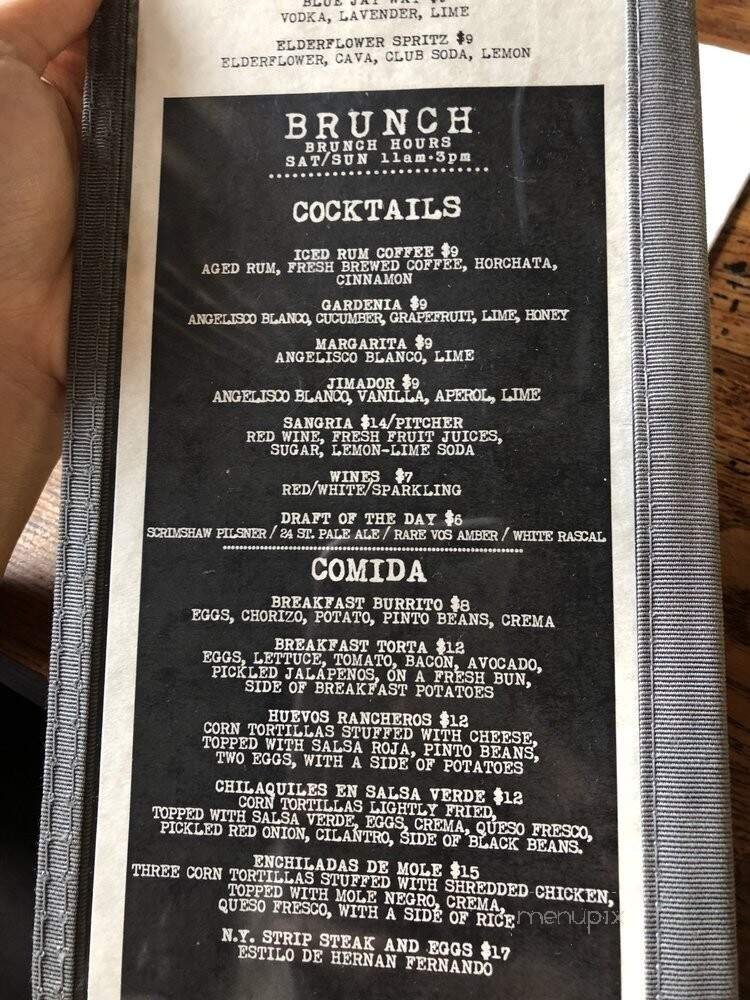 BLUE JAY WAY $9
VODKA, LAVENDER, LIME
ELDERFLOWER SPRITZ $9
ELDERFLOWER, CAVA, CLUB SODA, LEMON
BRUNCH
BRUNCH HOURS
SAT/SUN 11am-3pm
COCKTAILS
ICED RUM COFFEE $9
AGED RUM, FRESH BREWED COFFEE, HORCHATA,
CINNAMON
GARDENIA $9
ANGELISCO BLANCO, CUCUMBER, GRAPEFRUIT, LIME, HONEY
MARGARITA $9
ANGELISCO BLANCO, LIME
JIMADOR $9
ANGELISCO BLANCO, VANILLA, APEROL, LIME
SANGRIA $14/PITCHER
RED WINE, FRESH FRUIT JUICES,
SUGAR, LEMON-LIME SODA
WINES $7
RED/WHITE/SPARKLING
DRAFT OF THE DAY $6
SCRIMSHAW PILSNER / 24 ST. PALE ALE / RARE VOS AMBER / WHITE RASCAL
COMIDA
BREAKFAST BURRITO $8
EGGS, CHORIZO, POTATO, PINTO BEANS, CREMA
BREAKFAST TORTA $12
EGGS, LETTUCE, TOMATO, BACON, AVOCADO,
PICKLED JALAPENOS, ON A FRESH BUN,
SIDE OF BREAKFAST POTATOES
HUEVOS RANCHEROS $12
CORN TORTILLAS STUFFED WITH CHEESE,
TOPPED WITH SALSA ROJA, PINTO BEANS,
TWO EGGS, WITH A SIDE OF POTATOES
CHILAQUILES EN SALSA VERDE $12
CORN TORTILLAS LIGHTLY FRIED,
TOPPED WITH SALSA VERDE, EGGS, CREMA, QUESO FRESCO,
PICKLED RED ONION, CILANTRO, SIDE OF BLACK BEANS.
ENCHILADAS DE MOLE $15
THREE CORN TORTILLAS STUFFED WITH SHREDDED CHICKEN,
TOPPED WITH MOLE NEGRO, CREMA,
QUESO FRESCO, WITH A SIDE OF RICE
menupix
N.Y. STRIP STEAK AND EGGS $17
ESTILO DE HERNAN FERNANDO